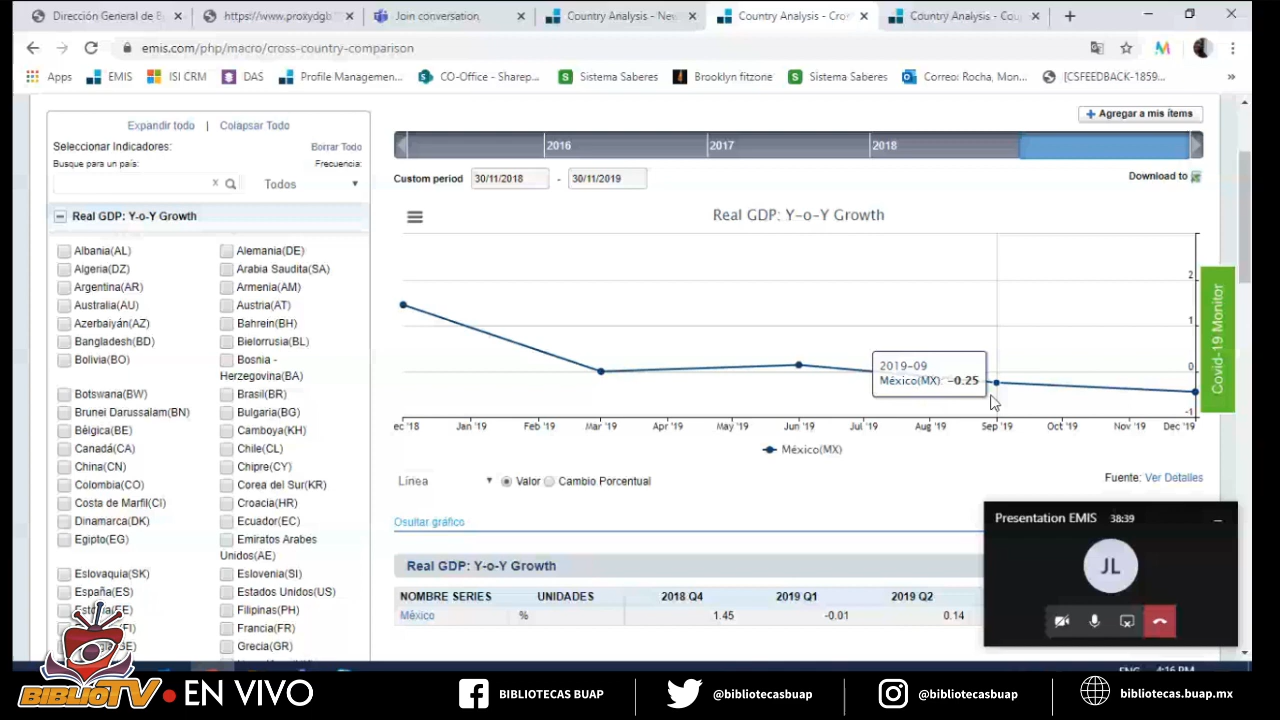 Dirección General de B
https://www.proxydgb
Join conversation
Country Analysis - Ne
Country Analysis - Cro
Country Analysis - Cou
emis.com/php/macro/cross-country-comparison
Apps
EMIS
ISI CRM
DAS
Profile Managemen...
CO-Office - Sharep...
Sistema Saberes
Brooklyn fitzone
Sistema Saberes
Correo: Rocha, Mon...
[CSFEEDBACK-1859...
»
Expandir todo | Colapsar Todo
Seleccionar Indicadores: Borrar Todo
Busque para un país: Frecuencia:
x Todos
Real GDP: Y-o-Y Growth
Albania(AL) Alemania(DE)
Algeria(DZ) Arabia Saudita(SA)
Argentina(AR) Armenia(AM)
Australia(AU) Austria(AT)
Azerbaiyán(AZ) Bahrein(BH)
Bangladesh(BD) Bielorrusia(BL)
Bolivia(BO) Bosnia -
Herzegovina(BA)
Botswana(BW) Brasil(BR)
Brunei Darussalam(BN) Bulgaria(BG)
Bélgica(BE) Camboya(KH)
Canadá(CA) Chile(CL)
China(CN) Chipre(CY)
Colombia(CO) Corea del Sur(KR)
Costa de Marfil(CI) Croacia(HR)
Dinamarca(DK) Ecuador(EC)
Egipto(EG) Emiratos Arabes
Unidos(AE)
Eslovaquia(SK) Eslovenia(SI)
España(ES) Estados Unidos(US)
Filipinas(PH)
Francia(FR)
Grecia(GR)
+ Agregar a mis ítems
2016 2017 2018
Custom period 30/11/2018 - 30/11/2019
Download to
Real GDP: Y-o-Y Growth
2
1
0
-1
2019-09
México(MX): -0.25
ec '18 Jan '19 Feb '19 Mar '19 Apr '19 May '19 Jun '19 Jul '19 Aug '19 Sep '19 Oct '19 Nov '19 Dec '19
México(MX)
Línea Valor Cambio Porcentual
Fuente: Ver Detalles
Osultar gráfico
Real GDP: Y-o-Y Growth
NOMBRE SERIES UNIDADES 2018 Q4 2019 Q1 2019 Q2
México % 1.45 -0.01 0.14
Covid-19 Monitor
Presentation EMIS 38:39
JL
BIBLIOTV
EN VIVO
BIBLIOTECAS BUAP
@bibliotecasbuap
@bibliotecasbuap
bibliotecas.buap.mx